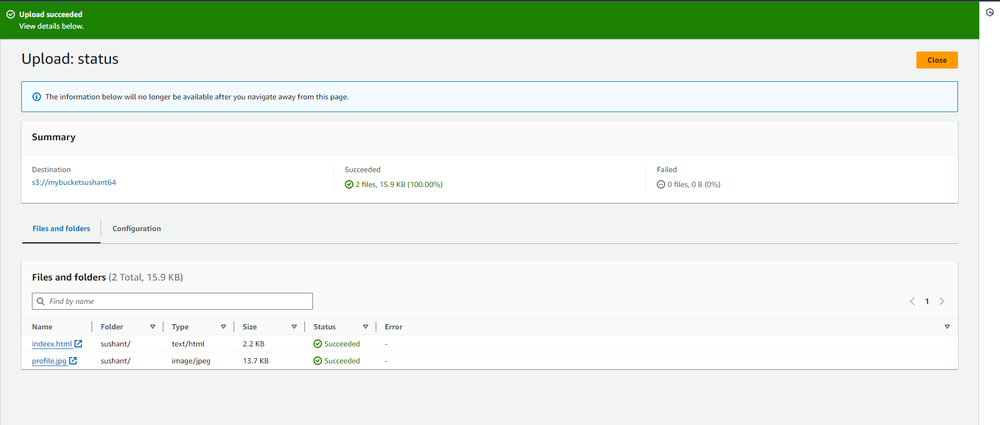 Upload succeeded
View details below.
Upload: status
Close
The information below will no longer be available after you navigate away from this page.
Summary
Destination
s3://mybucketsushant64
Succeeded
2 files, 15.9 KB (100.00%)
Failed
0 files, 0 B (0%)
Files and folders
Configuration
Files and folders (2 Total, 15.9 KB)
Find by name
1
Name Folder Type Size Status Error
indeex.html sushant/ text/html 2.2 KB Succeeded -
profile.jpg sushant/ image/jpeg 13.7 KB Succeeded -